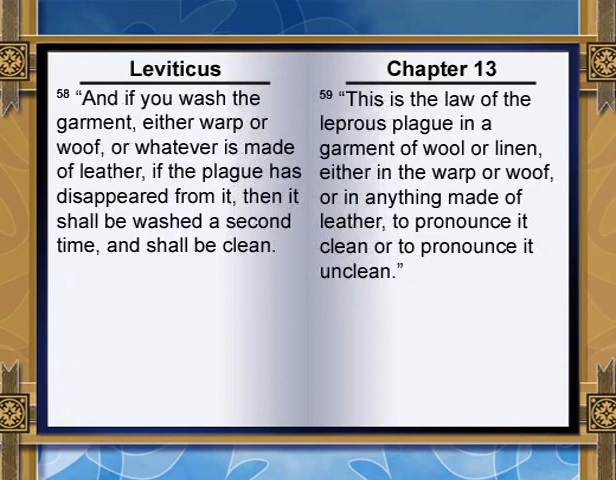 Leviticus
58 “And if you wash the
garment, either warp or
woof, or whatever is made
of leather, if the plague has
disappeared from it, then it
shall be washed a second
time, and shall be clean.
Chapter 13
59 “This is the law of the
leprous plague in a
garment of wool or linen,
either in the warp or woof,
or in anything made of
leather, to pronounce it
clean or to pronounce it
unclean.”